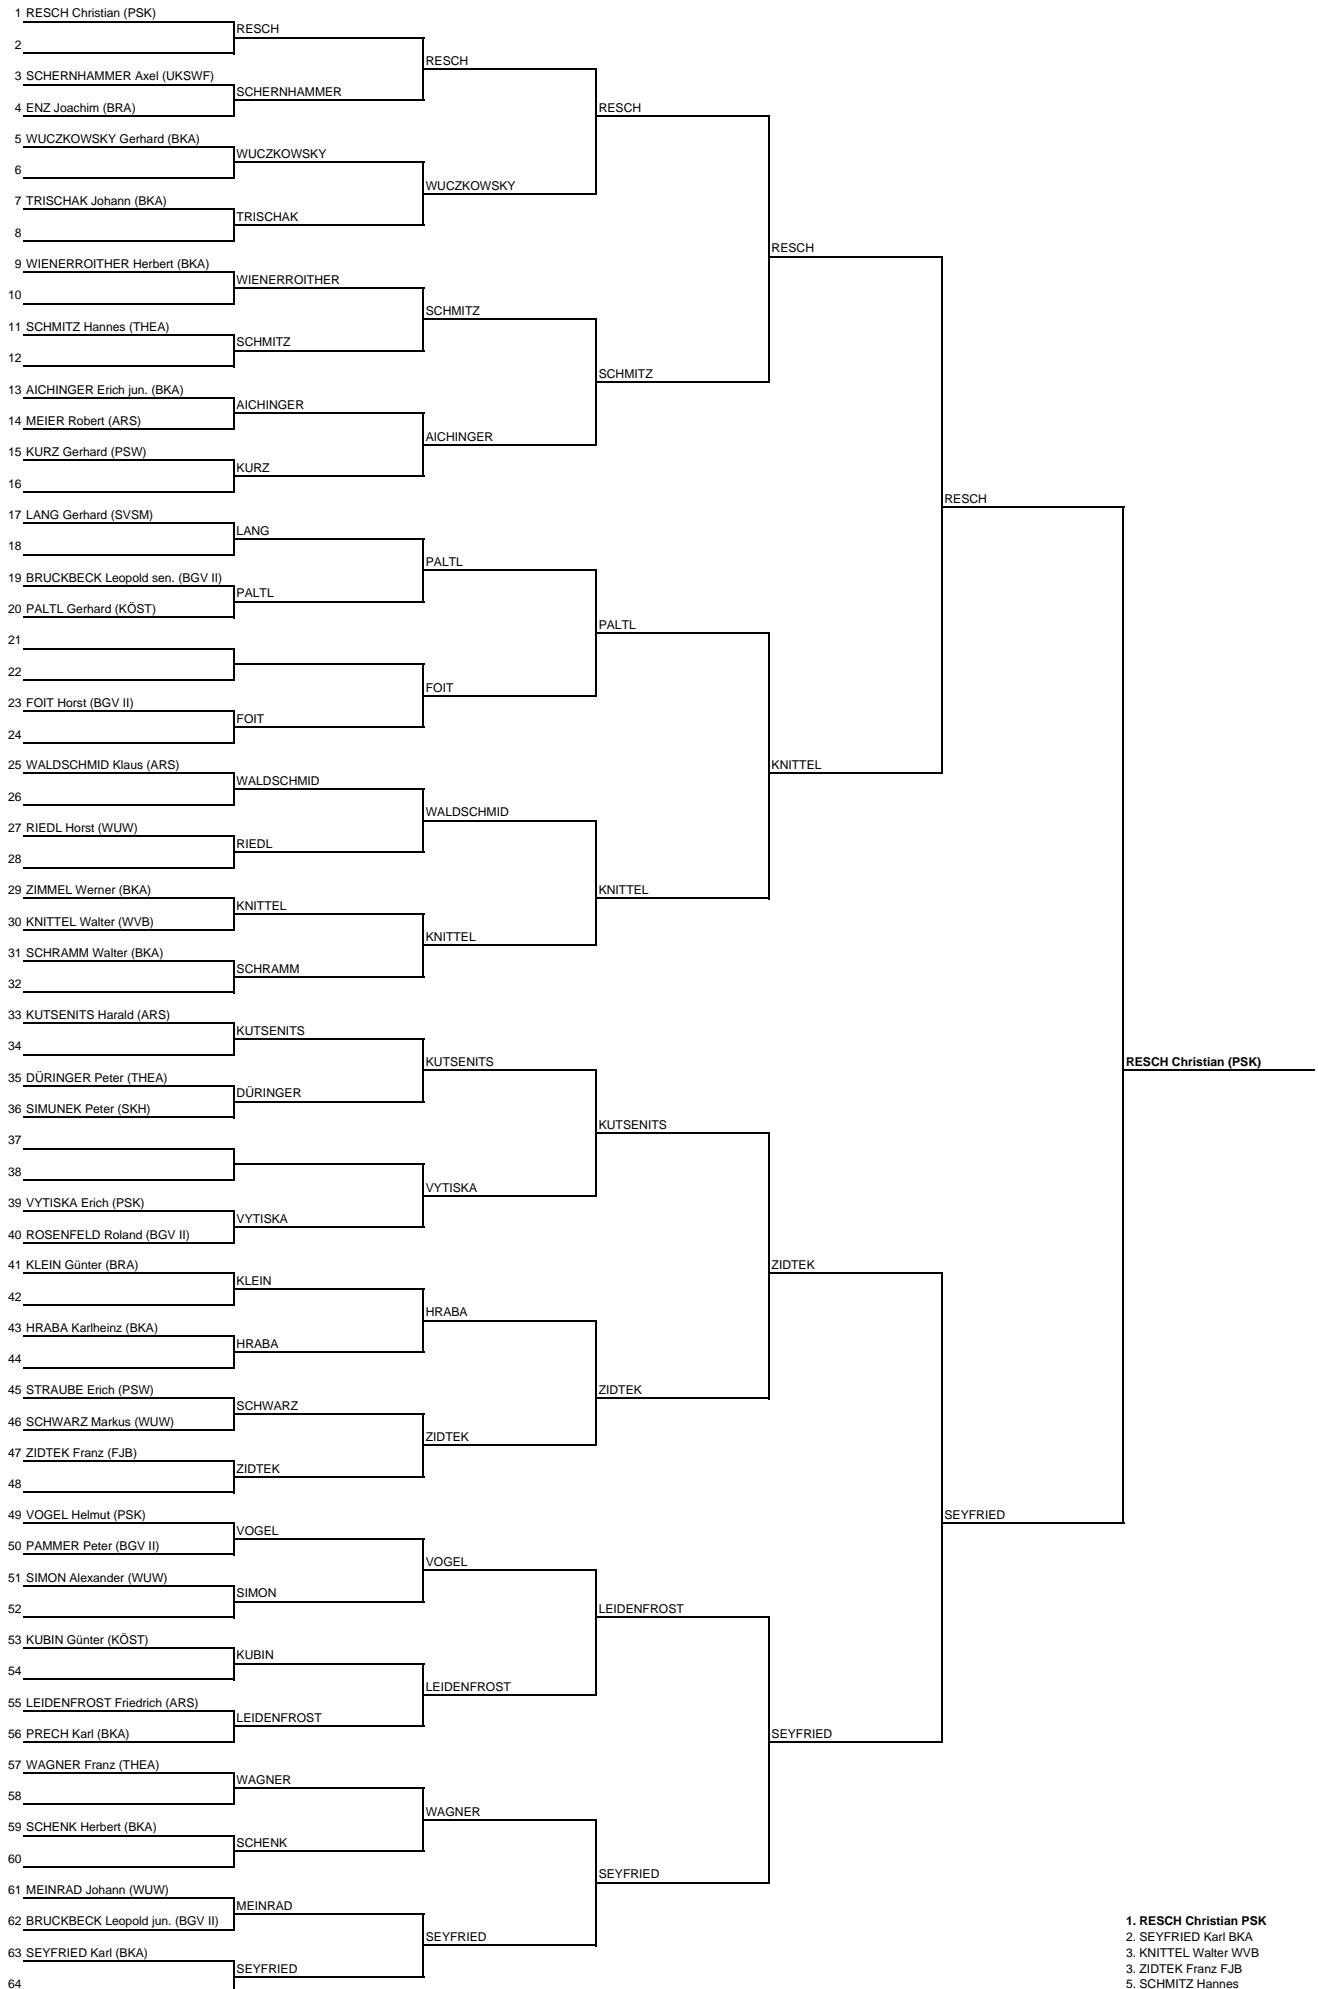 1 RESCH Christian (PSK)
RESCH
2
RESCH
3 SCHERNHAMMER Axel (UKSWF)
SCHERNHAMMER
4 ENZ Joachim (BRA)
RESCH
5 WUCZKOWSKY Gerhard (BKA)
WUCZKOWSKY
6
WUCZKOWSKY
7 TRISCHAK Johann (BKA)
TRISCHAK
8
RESCH
9 WIENERROITHER Herbert (BKA)
WIENERROITHER
10
SCHMITZ
11 SCHMITZ Hannes (THEA)
SCHMITZ
12
SCHMITZ
13 AICHINGER Erich jun. (BKA)
AICHINGER
14 MEIER Robert (ARS)
AICHINGER
15 KURZ Gerhard (PSW)
KURZ
16
RESCH
17 LANG Gerhard (SVSM)
LANG
18
PALTL
19 BRUCKBECK Leopold sen. (BGV II)
PALTL
20 PALTL Gerhard (KÖST)
PALTL
21
22
FOIT
23 FOIT Horst (BGV II)
FOIT
24
KNITTEL
25 WALDSCHMID Klaus (ARS)
WALDSCHMID
26
WALDSCHMID
27 RIEDL Horst (WUW)
RIEDL
28
KNITTEL
29 ZIMMEL Werner (BKA)
KNITTEL
30 KNITTEL Walter (WVB)
KNITTEL
31 SCHRAMM Walter (BKA)
SCHRAMM
32
33 KUTSENITS Harald (ARS)
KUTSENITS
34
KUTSENITS
RESCH Christian (PSK)
35 DÜRINGER Peter (THEA)
DÜRINGER
36 SIMUNEK Peter (SKH)
KUTSENITS
37
38
VYTISKA
39 VYTISKA Erich (PSK)
VYTISKA
40 ROSENFELD Roland (BGV II)
ZIDTEK
41 KLEIN Günter (BRA)
KLEIN
42
HRABA
43 HRABA Karlheinz (BKA)
HRABA
44
ZIDTEK
45 STRAUBE Erich (PSW)
SCHWARZ
46 SCHWARZ Markus (WUW)
ZIDTEK
47 ZIDTEK Franz (FJB)
ZIDTEK
48
SEYFRIED
49 VOGEL Helmut (PSK)
VOGEL
50 PAMMER Peter (BGV II)
VOGEL
51 SIMON Alexander (WUW)
SIMON
52
LEIDENFROST
53 KUBIN Günter (KÖST)
KUBIN
54
LEIDENFROST
55 LEIDENFROST Friedrich (ARS)
LEIDENFROST
56 PRECH Karl (BKA)
SEYFRIED
57 WAGNER Franz (THEA)
WAGNER
58
WAGNER
59 SCHENK Herbert (BKA)
SCHENK
60
SEYFRIED
61 MEINRAD Johann (WUW)
MEINRAD
62 BRUCKBECK Leopold jun. (BGV II)
SEYFRIED
63 SEYFRIED Karl (BKA)
SEYFRIED
64
1. RESCH Christian PSK
2. SEYFRIED Karl BKA
3. KNITTEL Walter WVB
3. ZIDTEK Franz FJB
5. SCHMITZ Hannes